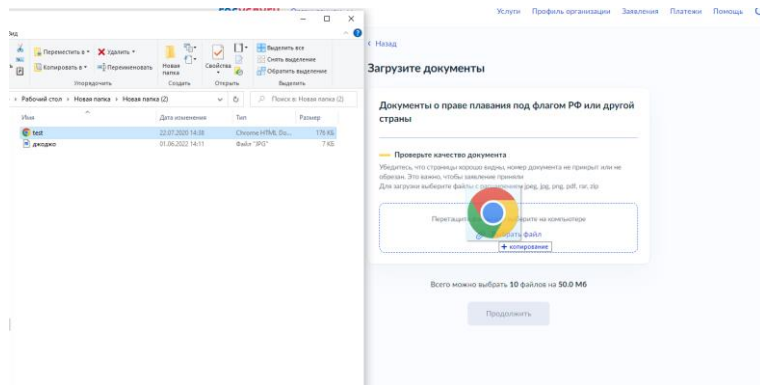 Услуги Профиль организации Заявления Платежи Помощь
Вид
Переместить в
Удалить
Копировать в
Переименовать
Новая папка
Свойства
Выделить все
Снять выделение
Обратить выделение
Упорядочить
Создать
Открыть
Выделить
Рабочий стол › Новая папка › Новая папка (2)
Поиск в: Новая папка (2)
Имя Дата изменения Тип Размер
test 22.07.2020 14:38 Chrome HTML Do... 176 КБ
джоджо 01.06.2022 14:11 Файл "JPG" 7 КБ
Назад
Загрузите документы
Документы о праве плавания под флагом РФ или другой
страны
Проверьте качество документа
Убедитесь, что страницы хорошо видны, номер документа не прикрыт или не
обрезан. Это важно, чтобы заявление приняли
Для загрузки выберите файлы с расширением jpeg, jpg, png, pdf, rar, zip
на компьютере
файл
+ копирование
Всего можно выбрать 10 файлов на 50.0 Мб
Продолжить